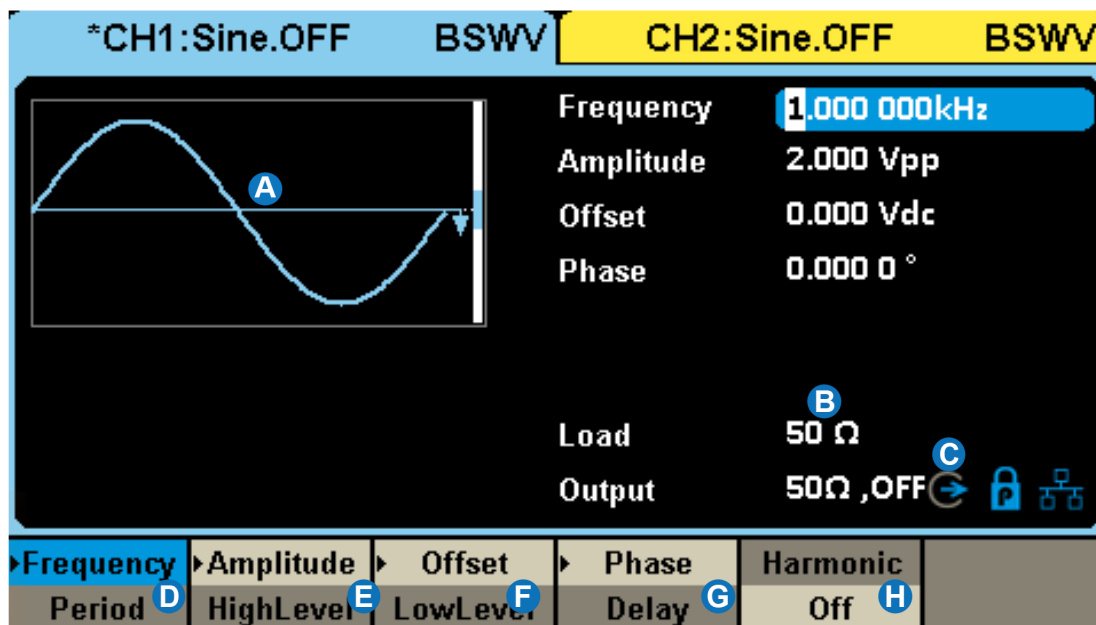 *CH1:Sine.OFF BSWV CH2:Sine.OFF BSWV
Frequency 1.000 000kHz
A
Amplitude 2.000 Vpp
Offset 0.000 Vdc
Phase 0.000 0 °
B
Load 50 Ω
C
Output 50Ω ,OFF P
Frequency Amplitude Offset Phase Harmonic
Period D HighLevel E LowLevel F Delay G Off H